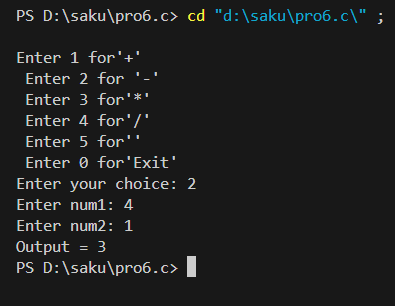 PS D:\saku\pro6.c> cd "d:\saku\pro6.c\" ;
Enter 1 for'+'
Enter 2 for '-'
Enter 3 for'*'
Enter 4 for'/'
Enter 5 for''
Enter 0 for'Exit'
Enter your choice: 2
Enter num1: 4
Enter num2: 1
Output = 3
PS D:\saku\pro6.c>